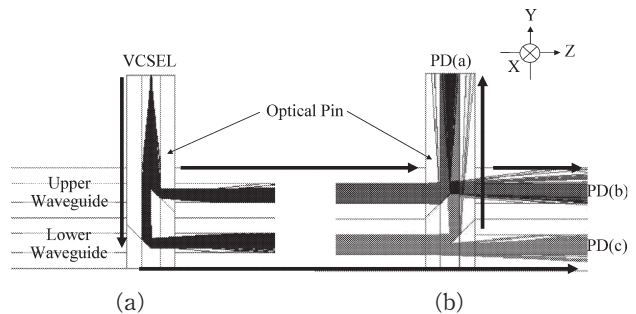 Y
VCSEL
PD(a)
Z
X
Optical Pin
Upper
Waveguide
PD(b)
Lower
Waveguide
PD(c)
(a)
(b)